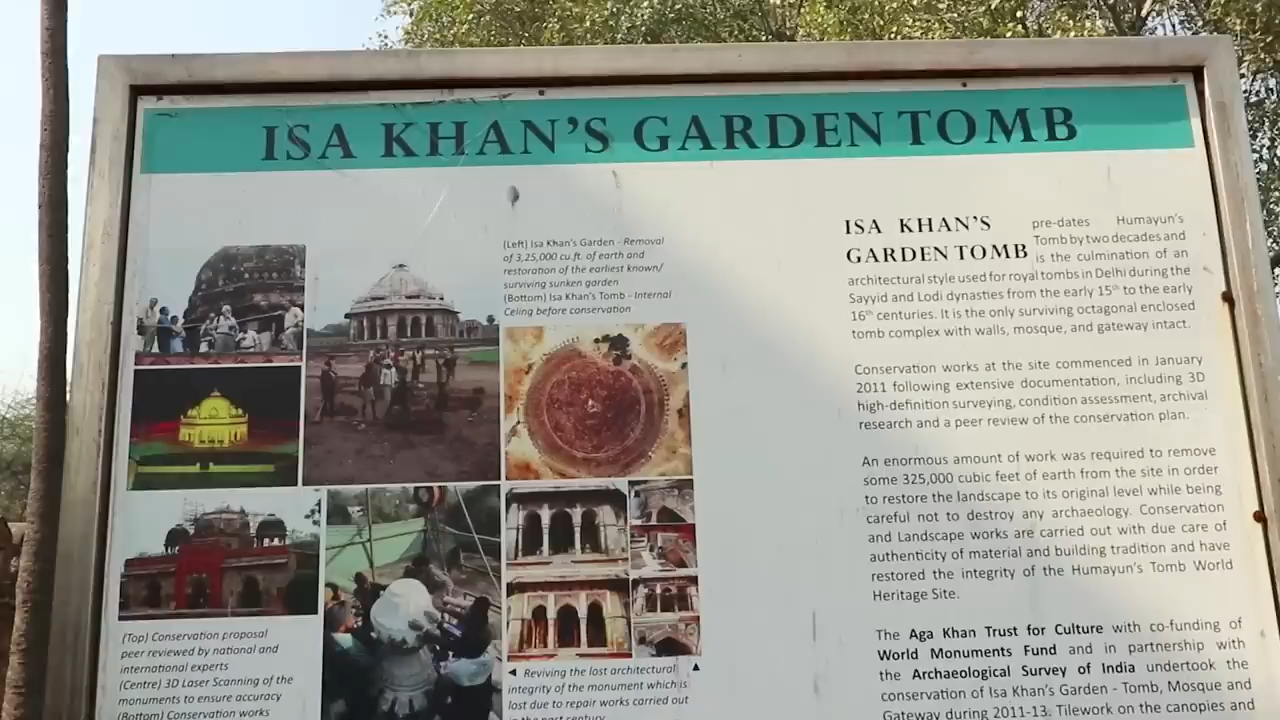 ISA KHAN'S GARDEN TOMB
(Left) Isa Khan's Garden - Removal
of 3,25,000 cu.ft. of earth and
restoration of the earliest known/
surviving sunken garden
(Bottom) Isa Khan's Tomb - Internal
Celing before conservation
(Top) Conservation proposal
peer reviewed by national and
international experts
(Centre) 3D Laser Scanning of the
monuments to ensure accuracy
(Bottom) Conservation works
◄ Reviving the lost architectural ▲
integrity of the monument which is
lost due to repair works carried out
in the past century
ISA KHAN'S
GARDEN TOMB
pre-dates Humayun's
Tomb by two decades and
is the culmination of an
architectural style used for royal tombs in Delhi during the
Sayyid and Lodi dynasties from the early 15th to the early
16th centuries. It is the only surviving octagonal enclosed
tomb complex with walls, mosque, and gateway intact.
Conservation works at the site commenced in January
2011 following extensive documentation, including 3D
high-definition surveying, condition assessment, archival
research and a peer review of the conservation plan.
An enormous amount of work was required to remove
some 325,000 cubic feet of earth from the site in order
to restore the landscape to its original level while being
careful not to destroy any archaeology. Conservation
and Landscape works are carried out with due care of
authenticity of material and building tradition and have
restored the integrity of the Humayun's Tomb World
Heritage Site.
The Aga Khan Trust for Culture with co-funding of
World Monuments Fund and in partnership with
the Archaeological Survey of India undertook the
conservation of Isa Khan's Garden - Tomb, Mosque and
Gateway during 2011-13. Tilework on the canopies and